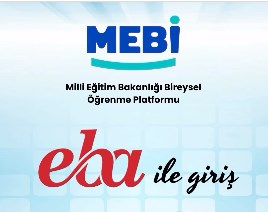 MEBİ
Milli Eğitim Bakanlığı Bireysel
Öğrenme Platformu
eba ile giriş